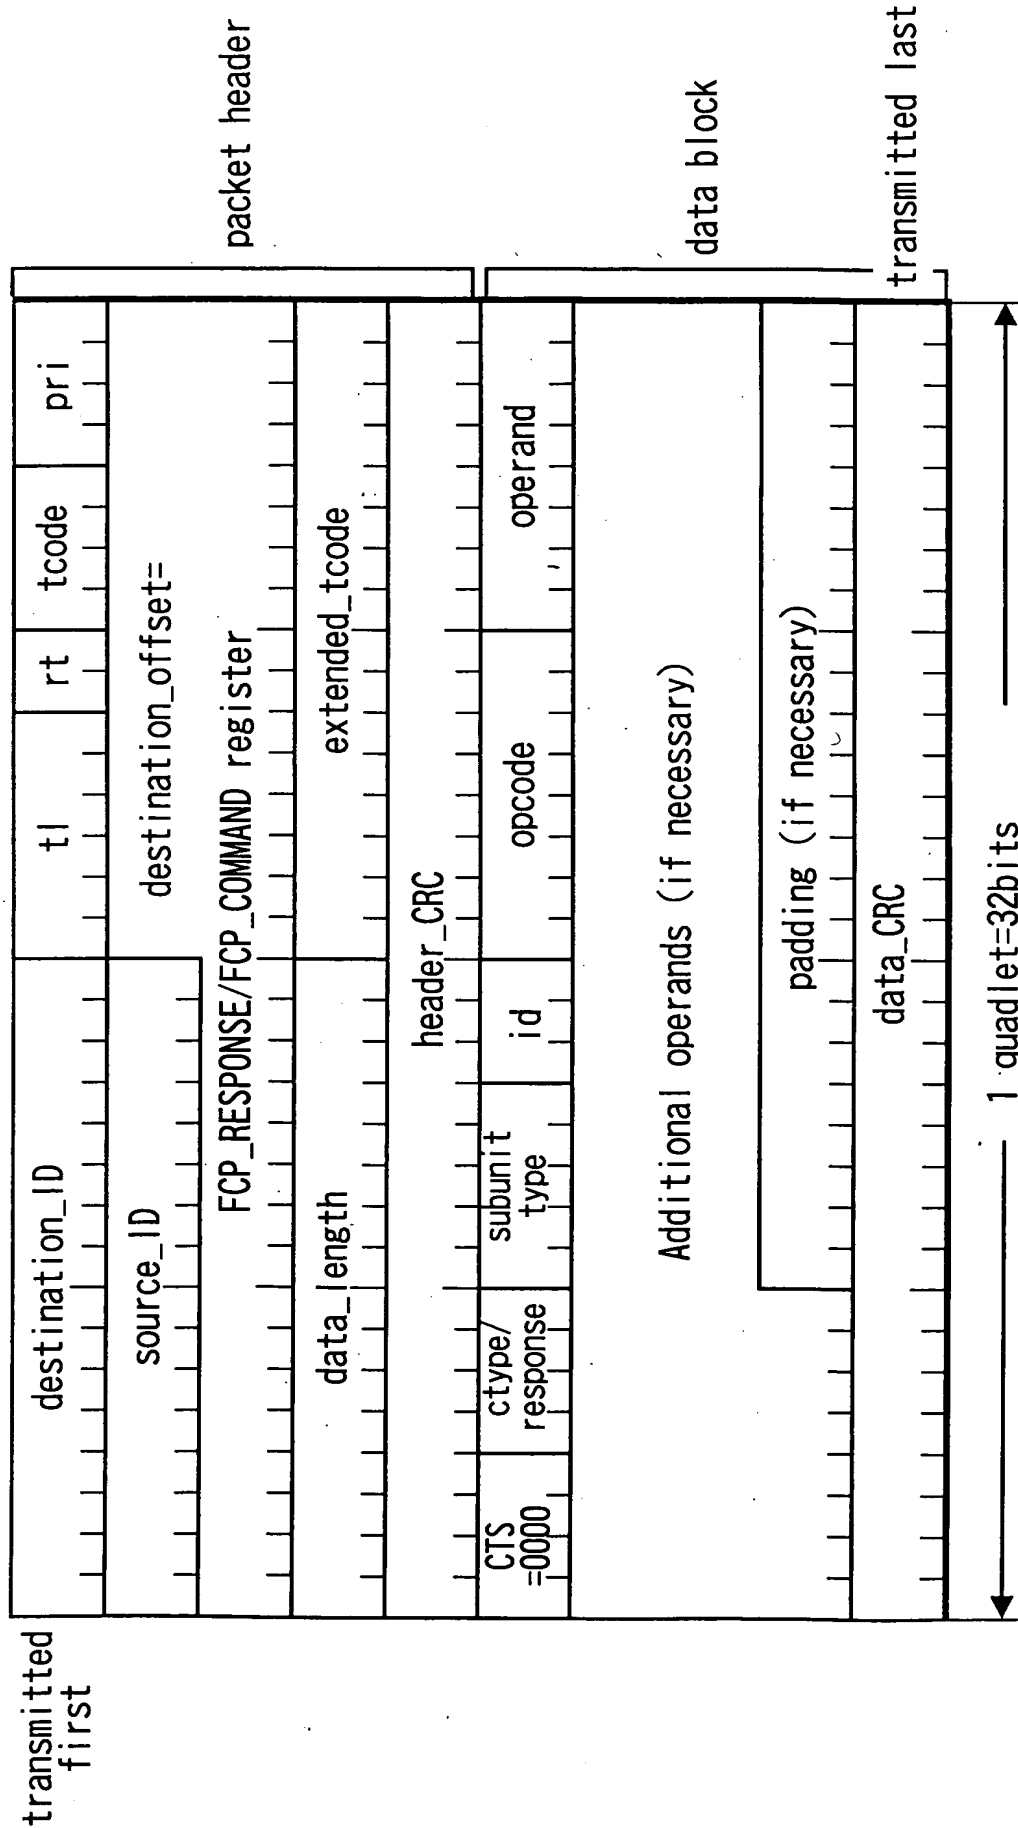 transmitted
first
destination_ID
tl
rt
tcode
pri
source_ID
destination_offset=
FCP_RESPONSE/FCP_COMMAND register
packet header
data_length
extended_tcode
header_CRC
CTS
=0000
ctype/
response
subunit
type
id
opcode
operand
Additional operands (if necessary)
data block
padding (if necessary)
data_CRC
transmitted last
1 quadlet=32bits